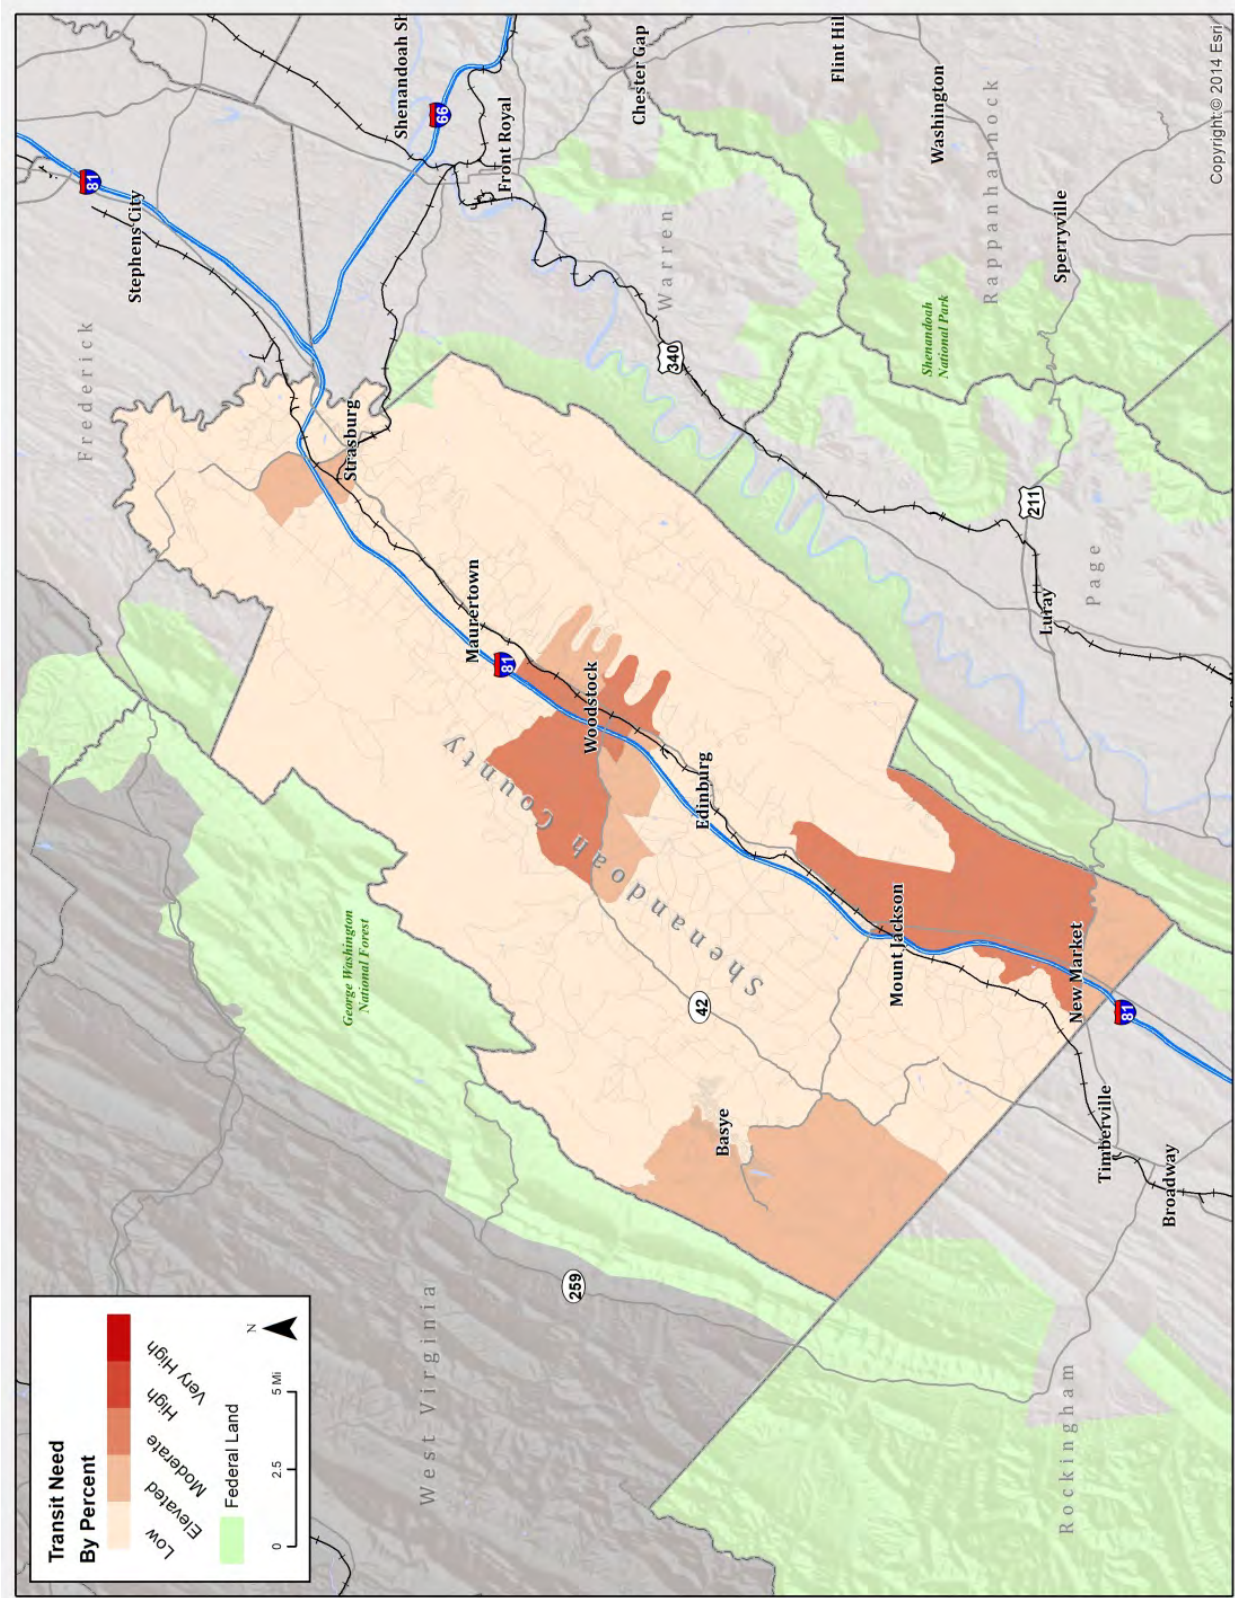 Transit Need
By Percent
Low
Elevated
Moderate
High
Very High
Federal Land
0
2.5
5 Mi
N
West Virginia
259
Rockingham
George Washington
National Forest
Frederick
Stephens City
81
Shenandoah Sh
66
Front Royal
Chester Gap
Flint Hil
Washington
Rappahannock
Sperryville
Warren
340
Shenandoah
National Park
211
Page
Luray
Strasburg
Maurertown
81
Woodstock
Edinburg
Shenandoah County
42
Mount Jackson
New Market
81
Basye
Timberville
Broadway
Copyright:© 2014 Esri